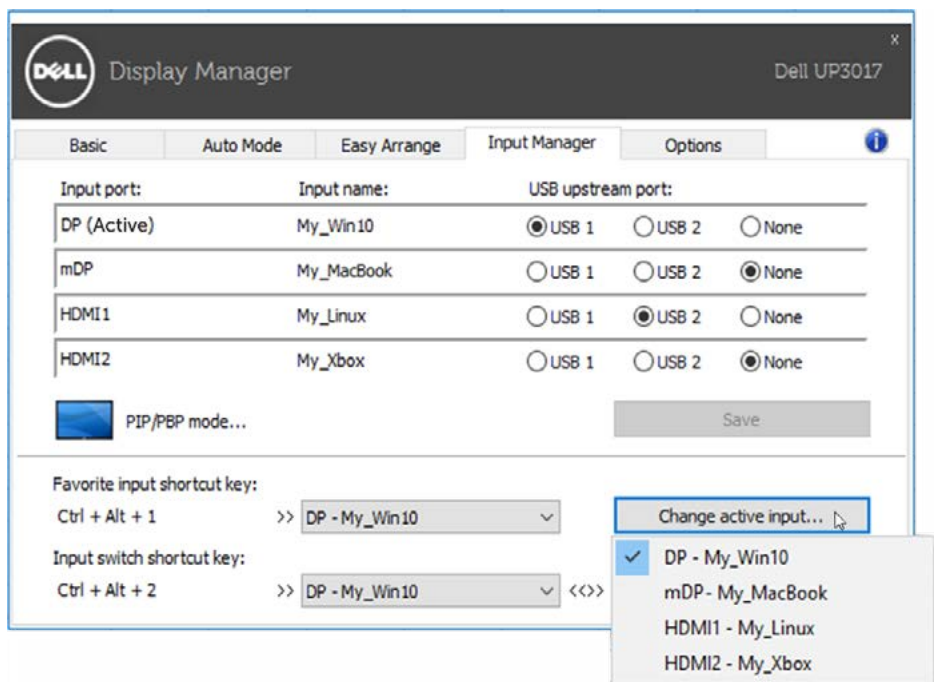 DELL Display Manager Dell UP3017
x
Basic Auto Mode Easy Arrange Input Manager Options i
Input port: Input name: USB upstream port:
DP (Active) My_Win10 USB 1 USB 2 None
mDP My_MacBook USB 1 USB 2 None
HDMI1 My_Linux USB 1 USB 2 None
HDMI2 My_Xbox USB 1 USB 2 None
PIP/PBP mode... Save
Favorite input shortcut key:
Ctrl + Alt + 1 >> DP - My_Win10 Change active input...
Input switch shortcut key:
Ctrl + Alt + 2 >> DP - My_Win10 <<>>
DP - My_Win10
mDP- My_MacBook
HDMI1 - My_Linux
HDMI2 - My_Xbox